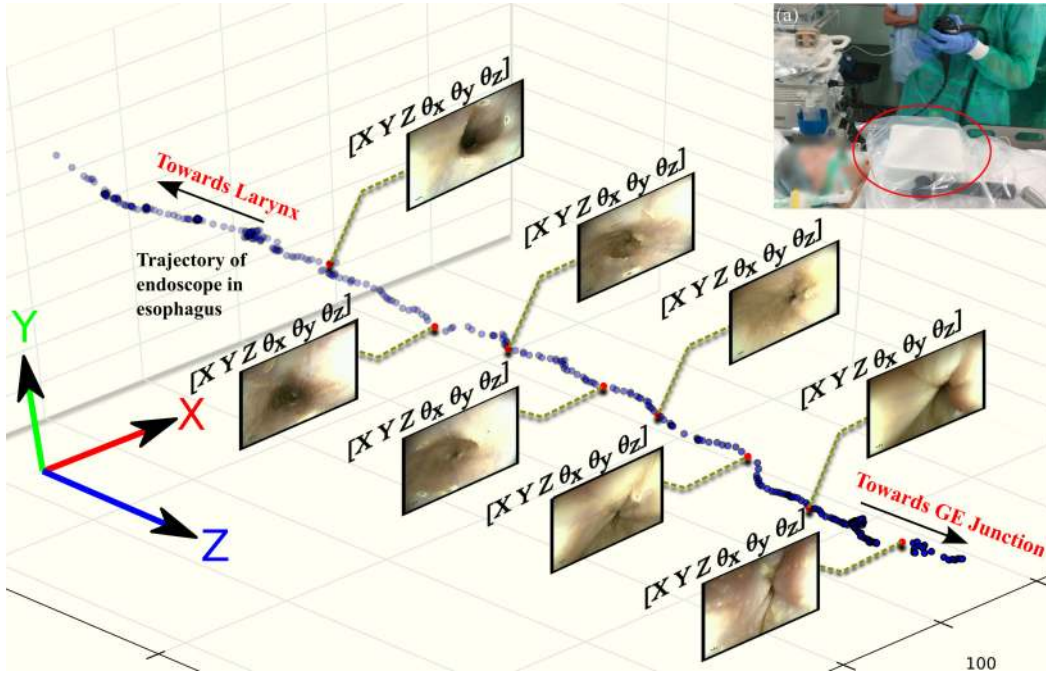 (a)
[X Y Z θx θy θz]
[X Y Z θx θy θz]
Towards Larynx
[X Y Z θx θy θz]
Trajectory of
endoscope in
esophagus
Y
[X Y Z θx θy θz]
[X Y Z θx θy θz]
X
[X Y Z θx θy θz]
[X Y Z θx θy θz]
Z
Towards GE Junction
[X Y Z θx θy θz]
100